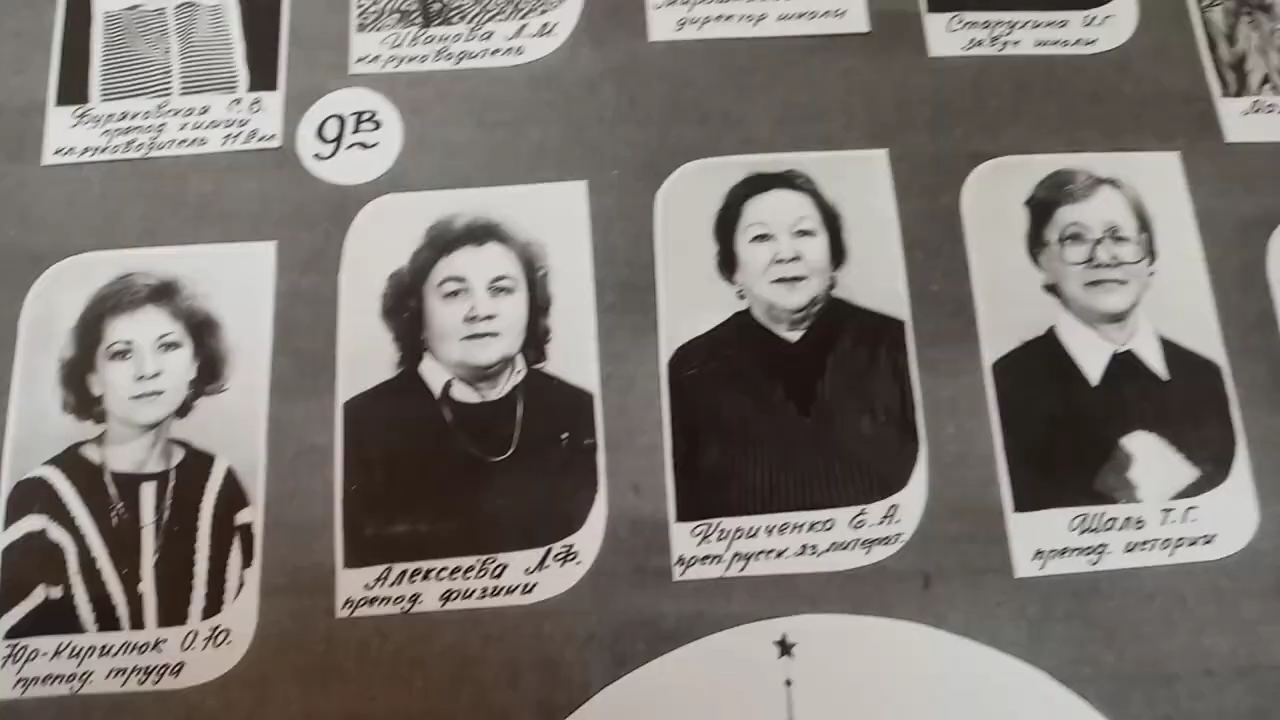 Иванова Л.М.
кл.руководитель
директор школы
Старухина И.Г.
завуч школы
Буряковская С.В.
препод химии
кл.руководитель 11 В кл
9В
Юр-Кирилюк О.Ю.
препод. труда
Алексеева Л.Ф.
препод. физики
Кириченко Е.А.
преп.русск.яз,литерат.
Шаль Т.Г.
препод. истории